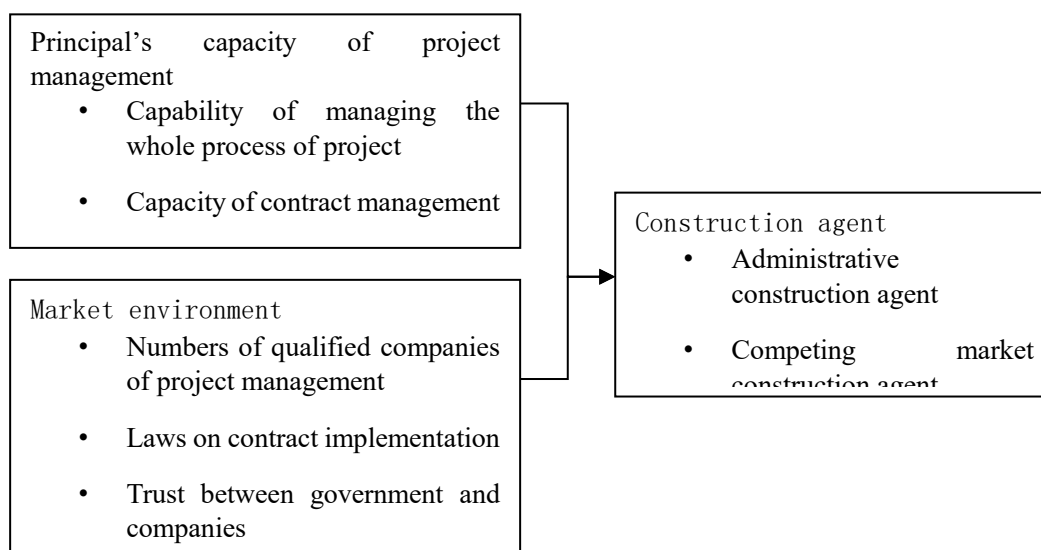 Principal’s capacity of project
management
• Capability of managing the
whole process of project
• Capacity of contract management
Market environment
• Numbers of qualified companies
of project management
• Laws on contract implementation
• Trust between government and
companies
Construction agent
• Administrative
construction agent
• Competing market
construction agent